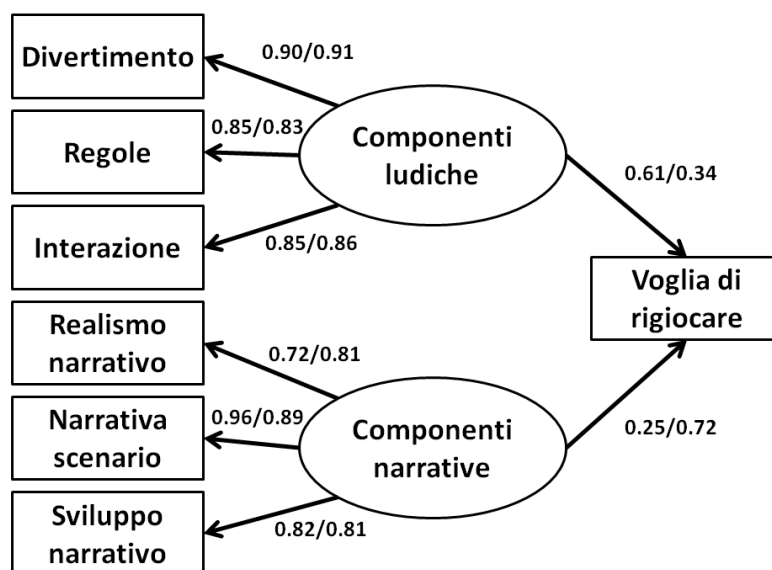 Divertimento
0.90/0.91
Regole
0.85/0.83
Componenti
ludiche
Interazione
0.85/0.86
0.61/0.34
Voglia di
rigiocare
Realismo
narrativo
0.72/0.81
Narrativa
scenario
0.96/0.89
Componenti
narrative
0.25/0.72
Sviluppo
narrativo
0.82/0.81